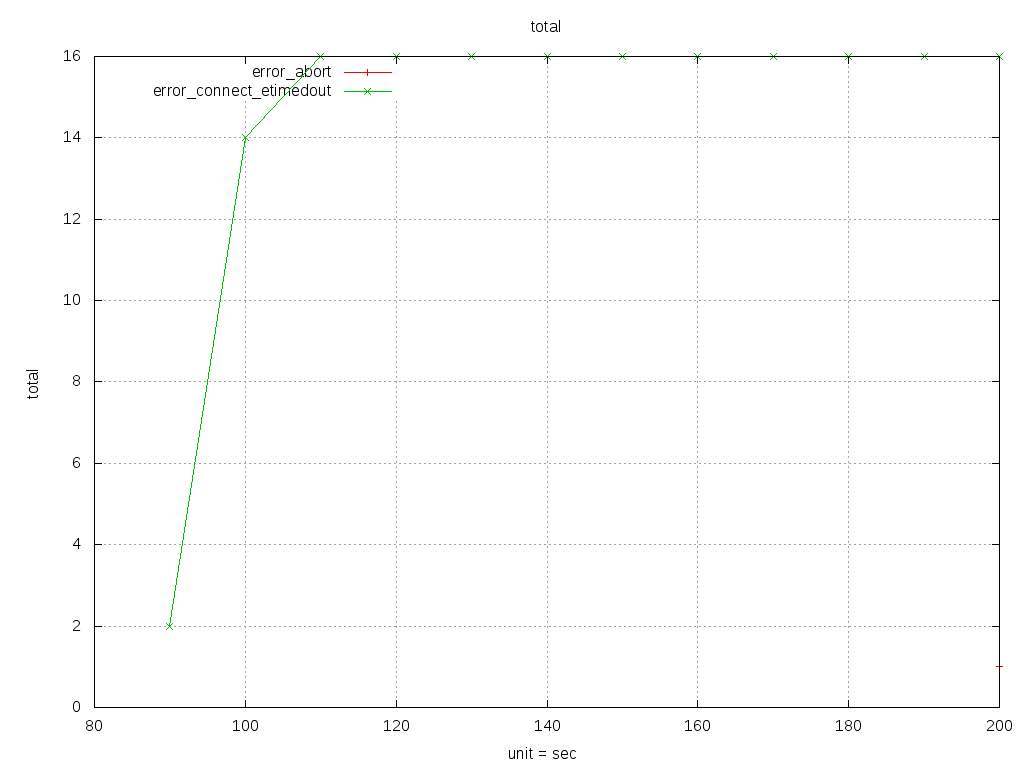 total
16
error_abort
error_connect_etimedout
14
12
10
8
total
6
4
2
0
80 100 120 140 160 180 200
unit = sec